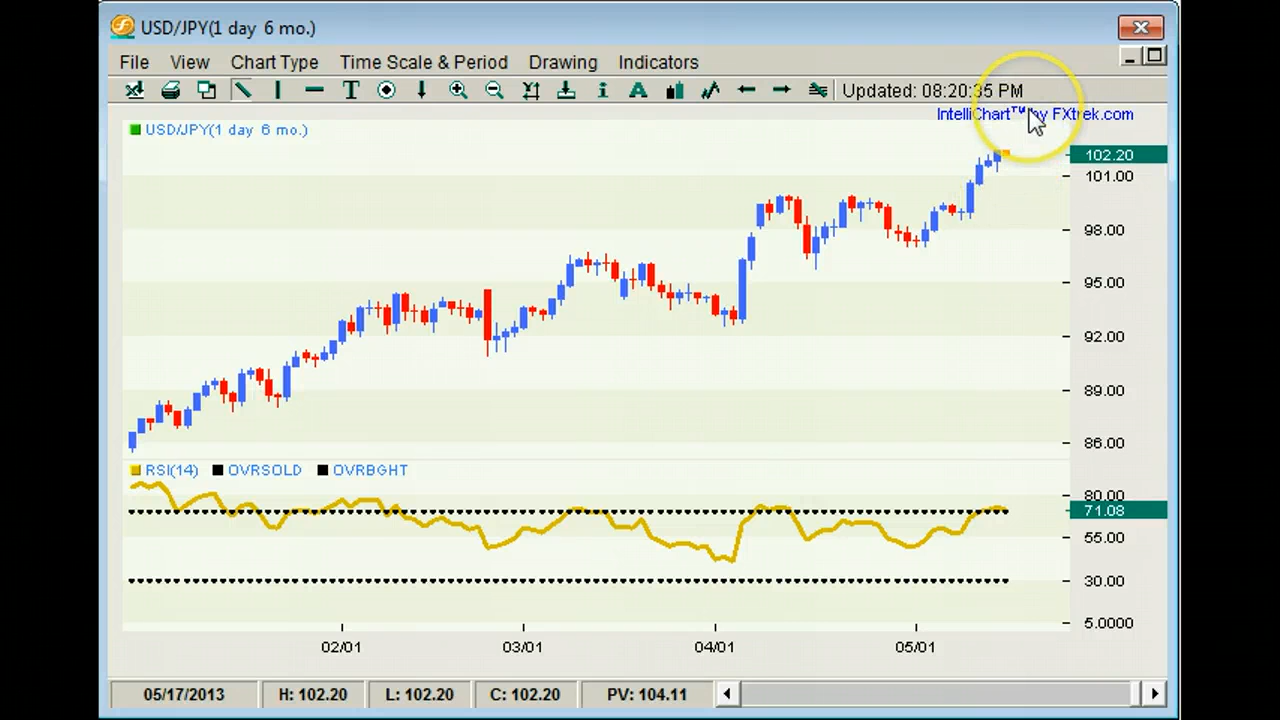 USD/JPY(1 day 6 mo.)
File View Chart Type Time Scale & Period Drawing Indicators
Updated: 08:20:35 PM
IntelliChart™ by FXtrek.com
USD/JPY(1 day 6 mo.)
102.20
101.00
98.00
95.00
92.00
89.00
86.00
RSI(14) OVRSOLD OVRBGHT
80.00
71.08
55.00
30.00
5.0000
02/01 03/01 04/01 05/01
05/17/2013 H: 102.20 L: 102.20 C: 102.20 PV: 104.11